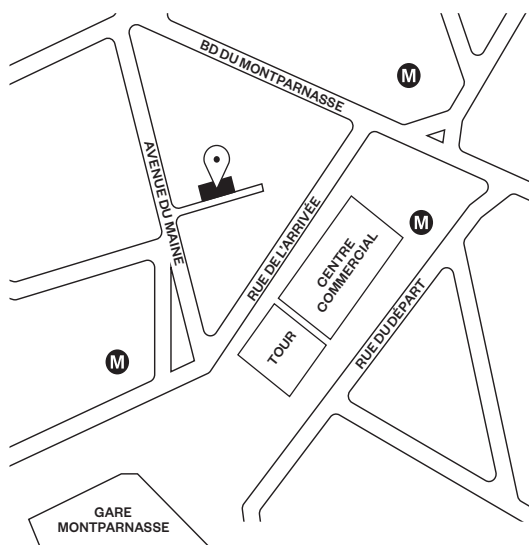 BD DU MONTPARNASSE
M
AVENUE DU MAINE
RUE DE L'ARRIVÉE
CENTRE
COMMERCIAL
M
TOUR
RUE DU DÉPART
M
GARE
MONTPARNASSE